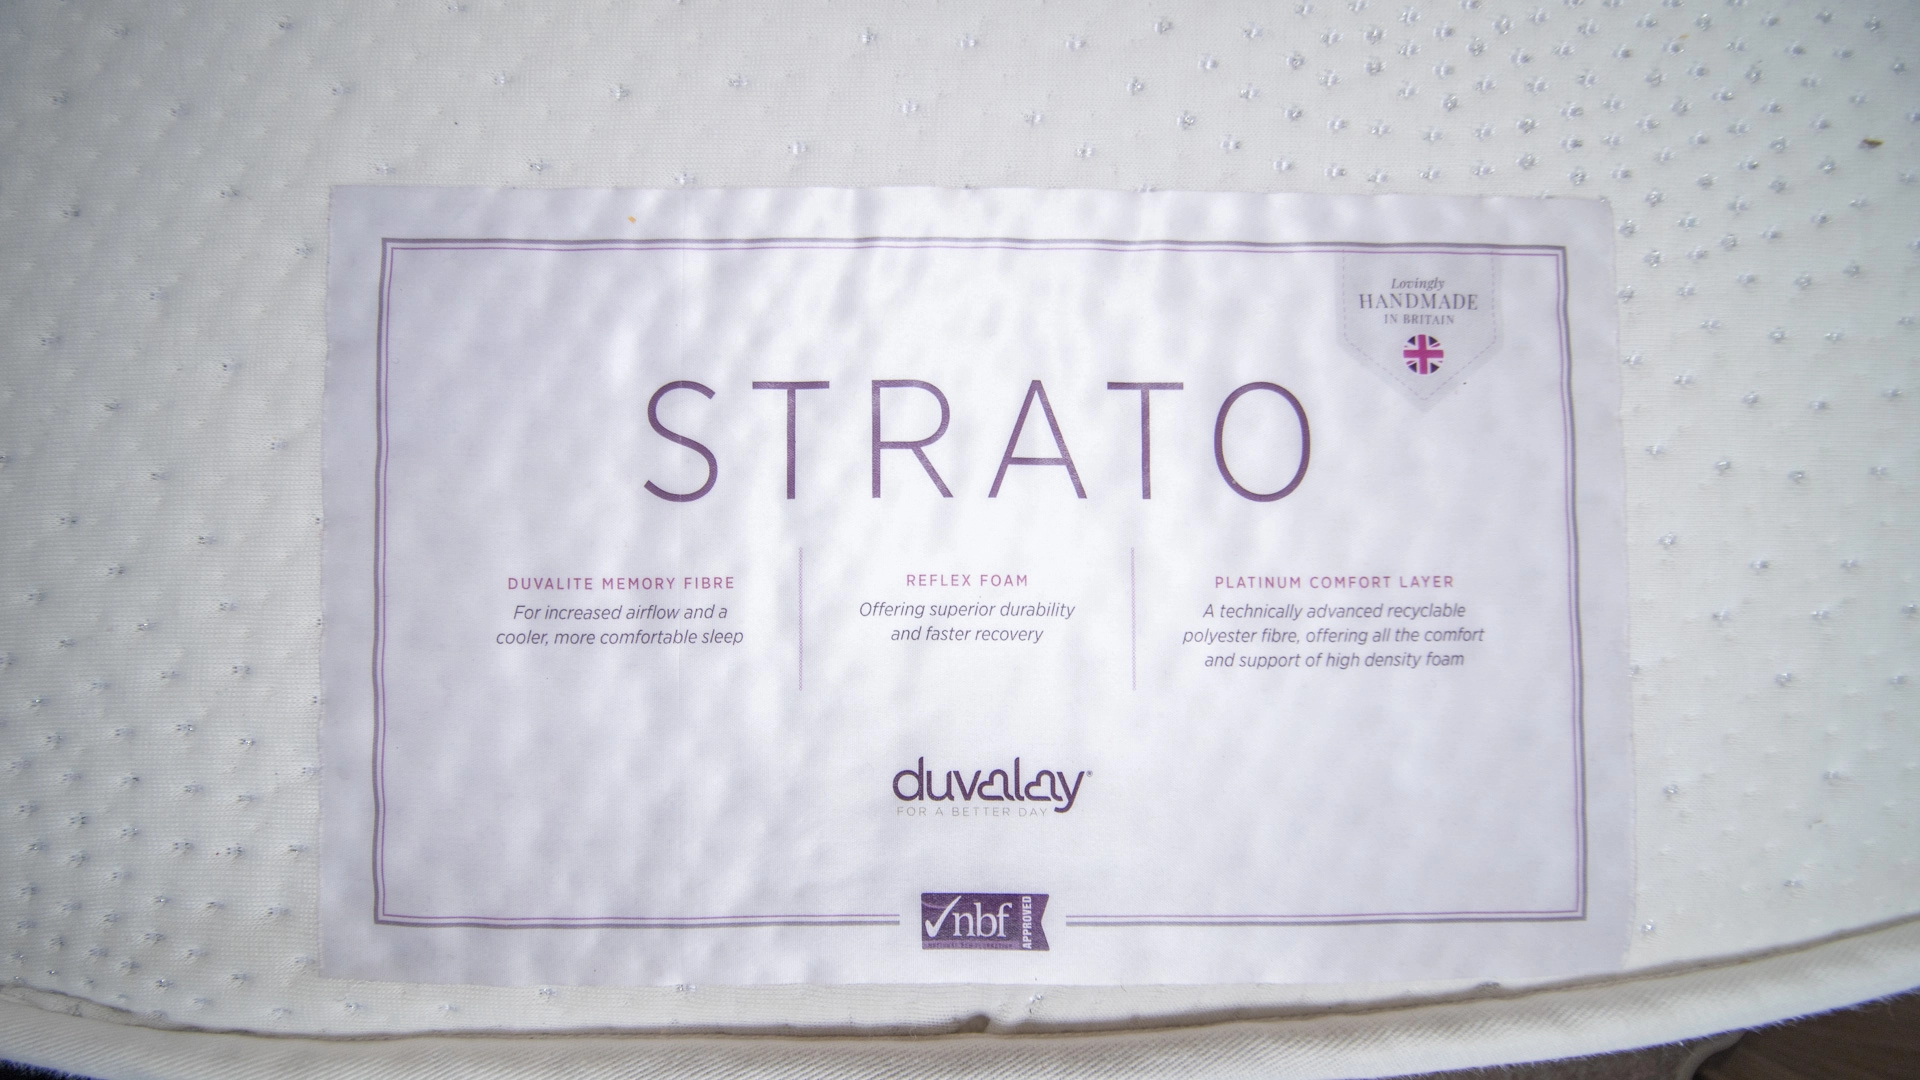 Lovingly
HANDMADE
IN BRITAIN
STRATO
DUVALITE MEMORY FIBRE
For increased airflow and a
cooler, more comfortable sleep
REFLEX FOAM
Offering superior durability
and faster recovery
PLATINUM COMFORT LAYER
A technically advanced recyclable
polyester fibre, offering all the comfort
and support of high density foam
duvalay®
FOR A BETTER DAY
nbf
APPROVED